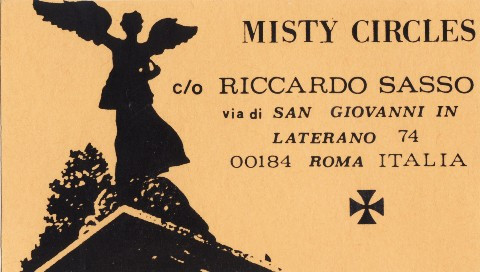 MISTY CIRCLES
c/o RICCARDO SASSO
via di SAN GIOVANNI IN
LATERANO 74
00184 ROMA ITALIA